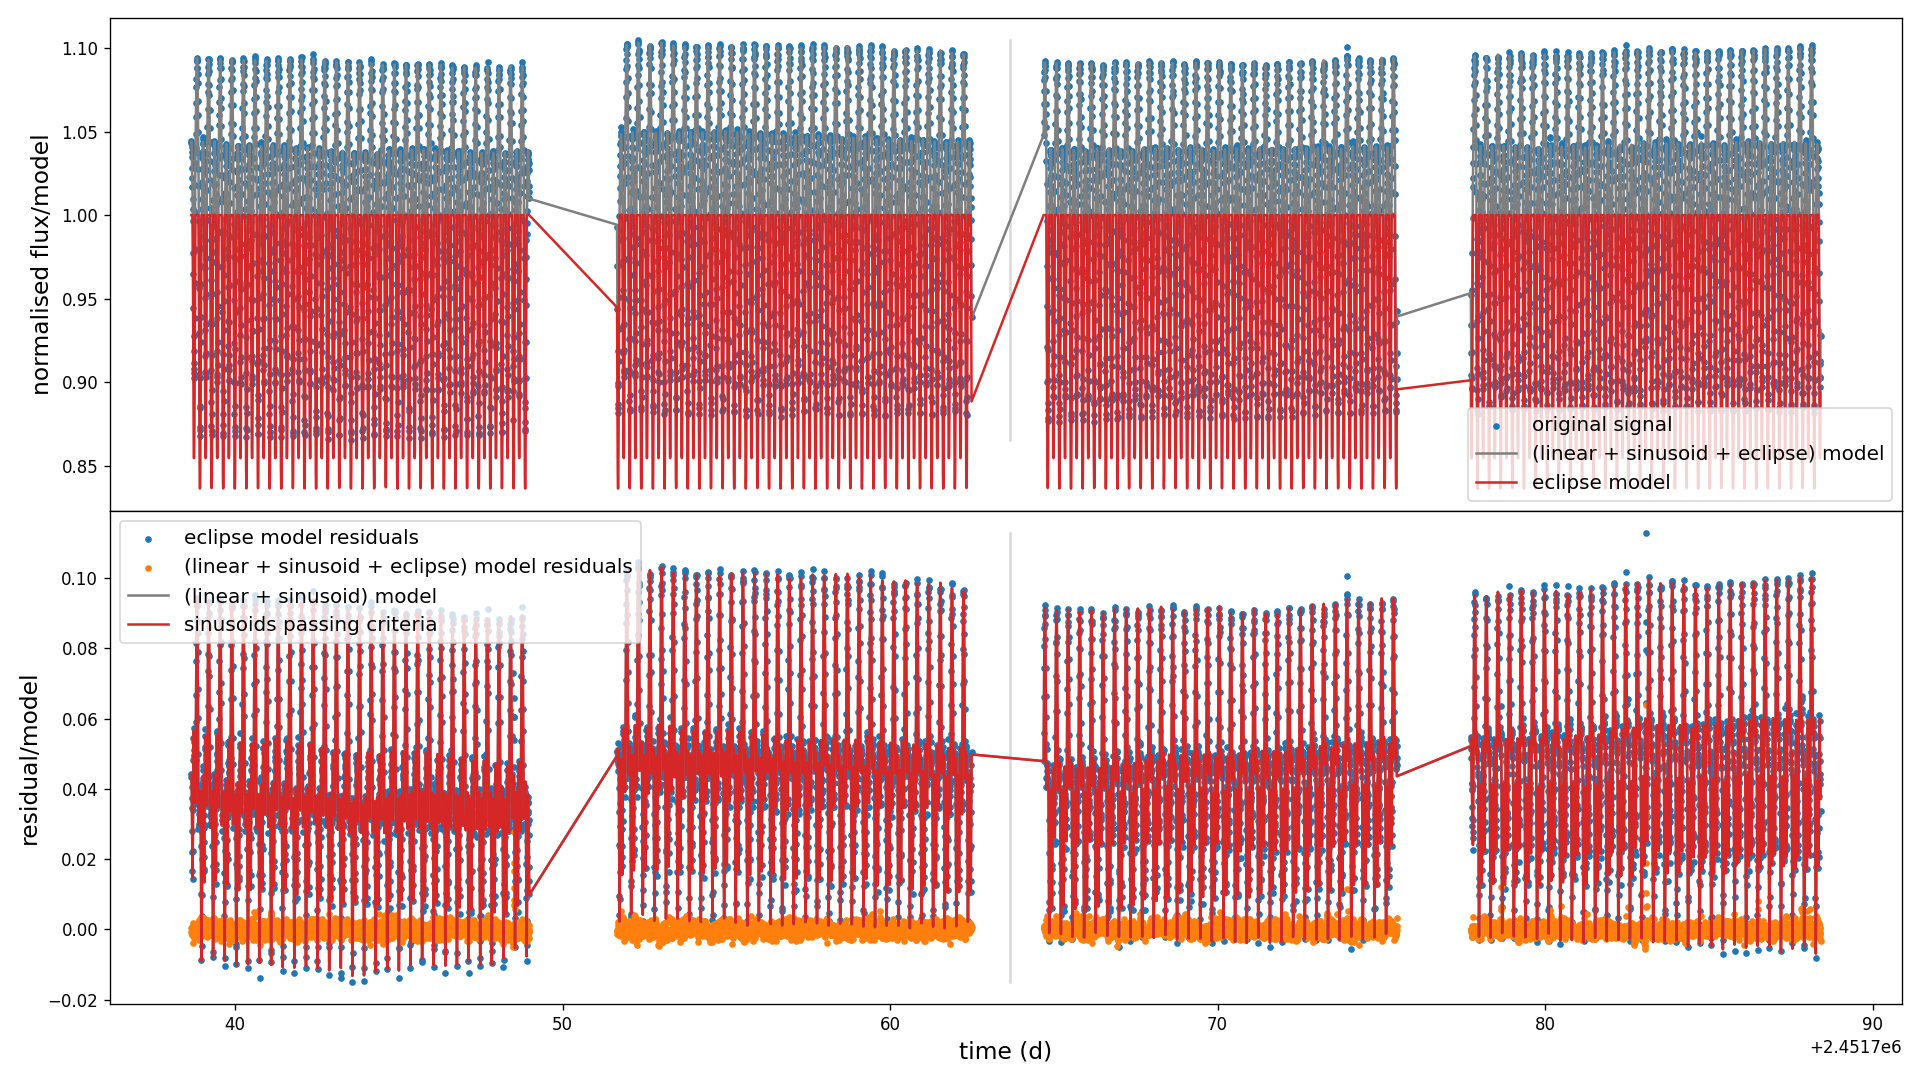 1.10
1.05
1.00
0.95
0.90
0.85
normalised flux/model
original signal
(linear + sinusoid + eclipse) model
eclipse model
eclipse model residuals
(linear + sinusoid + eclipse) model residuals
(linear + sinusoid) model
sinusoids passing criteria
0.10
0.08
0.06
0.04
0.02
0.00
−0.02
residual/model
40 50 60 70 80 90
time (d)
+2.4517e6